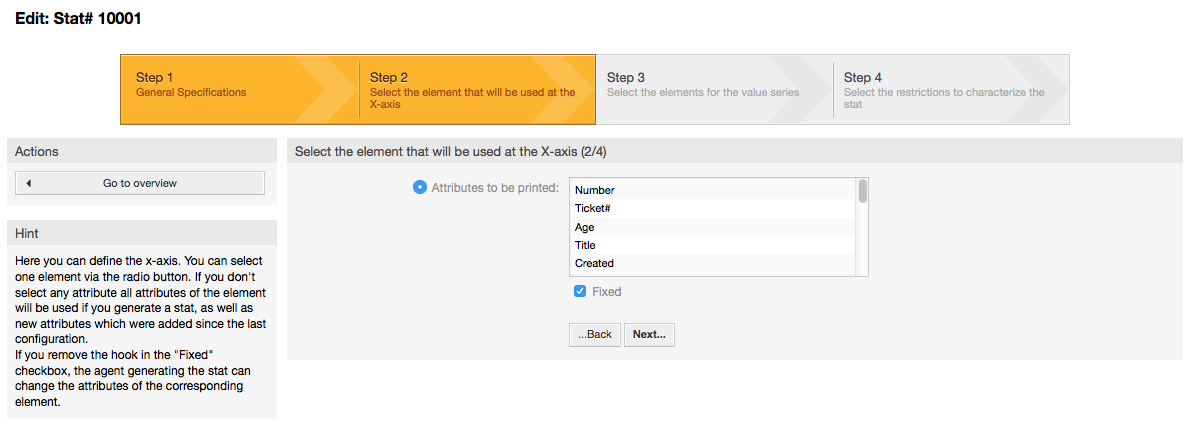 Edit: Stat# 10001
Step 1
General Specifications
Step 2
Select the element that will be used at the
X-axis
Step 3
Select the elements for the value series
Step 4
Select the restrictions to characterize the
stat
Actions
Go to overview
Hint
Here you can define the x-axis. You can select
one element via the radio button. If you don't
select any attribute all attributes of the element
will be used if you generate a stat, as well as
new attributes which were added since the last
configuration.
If you remove the hook in the "Fixed"
checkbox, the agent generating the stat can
change the attributes of the corresponding
element.
Select the element that will be used at the X-axis (2/4)
Attributes to be printed:
Number
Ticket#
Age
Title
Created
Fixed
...Back
Next...